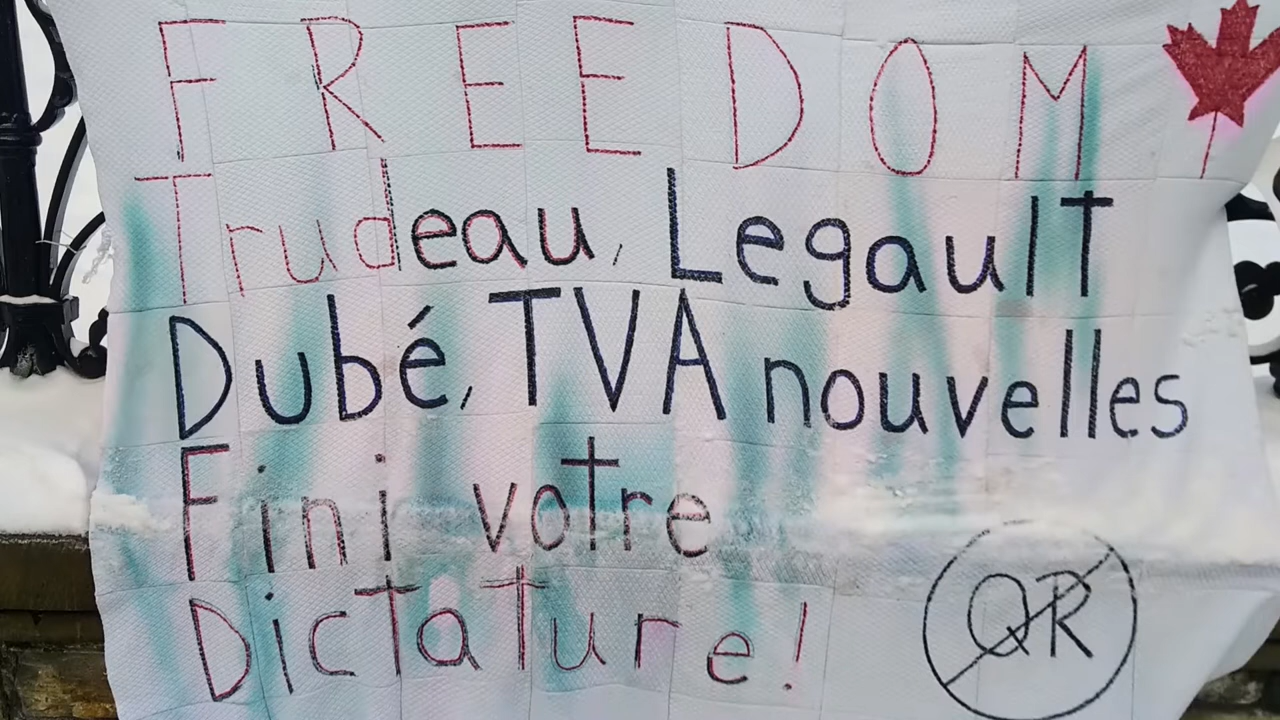 FREEDOM
Trudeau, Legault
Dubé, TVA nouvelles
Fini votre
Dictature!
QR